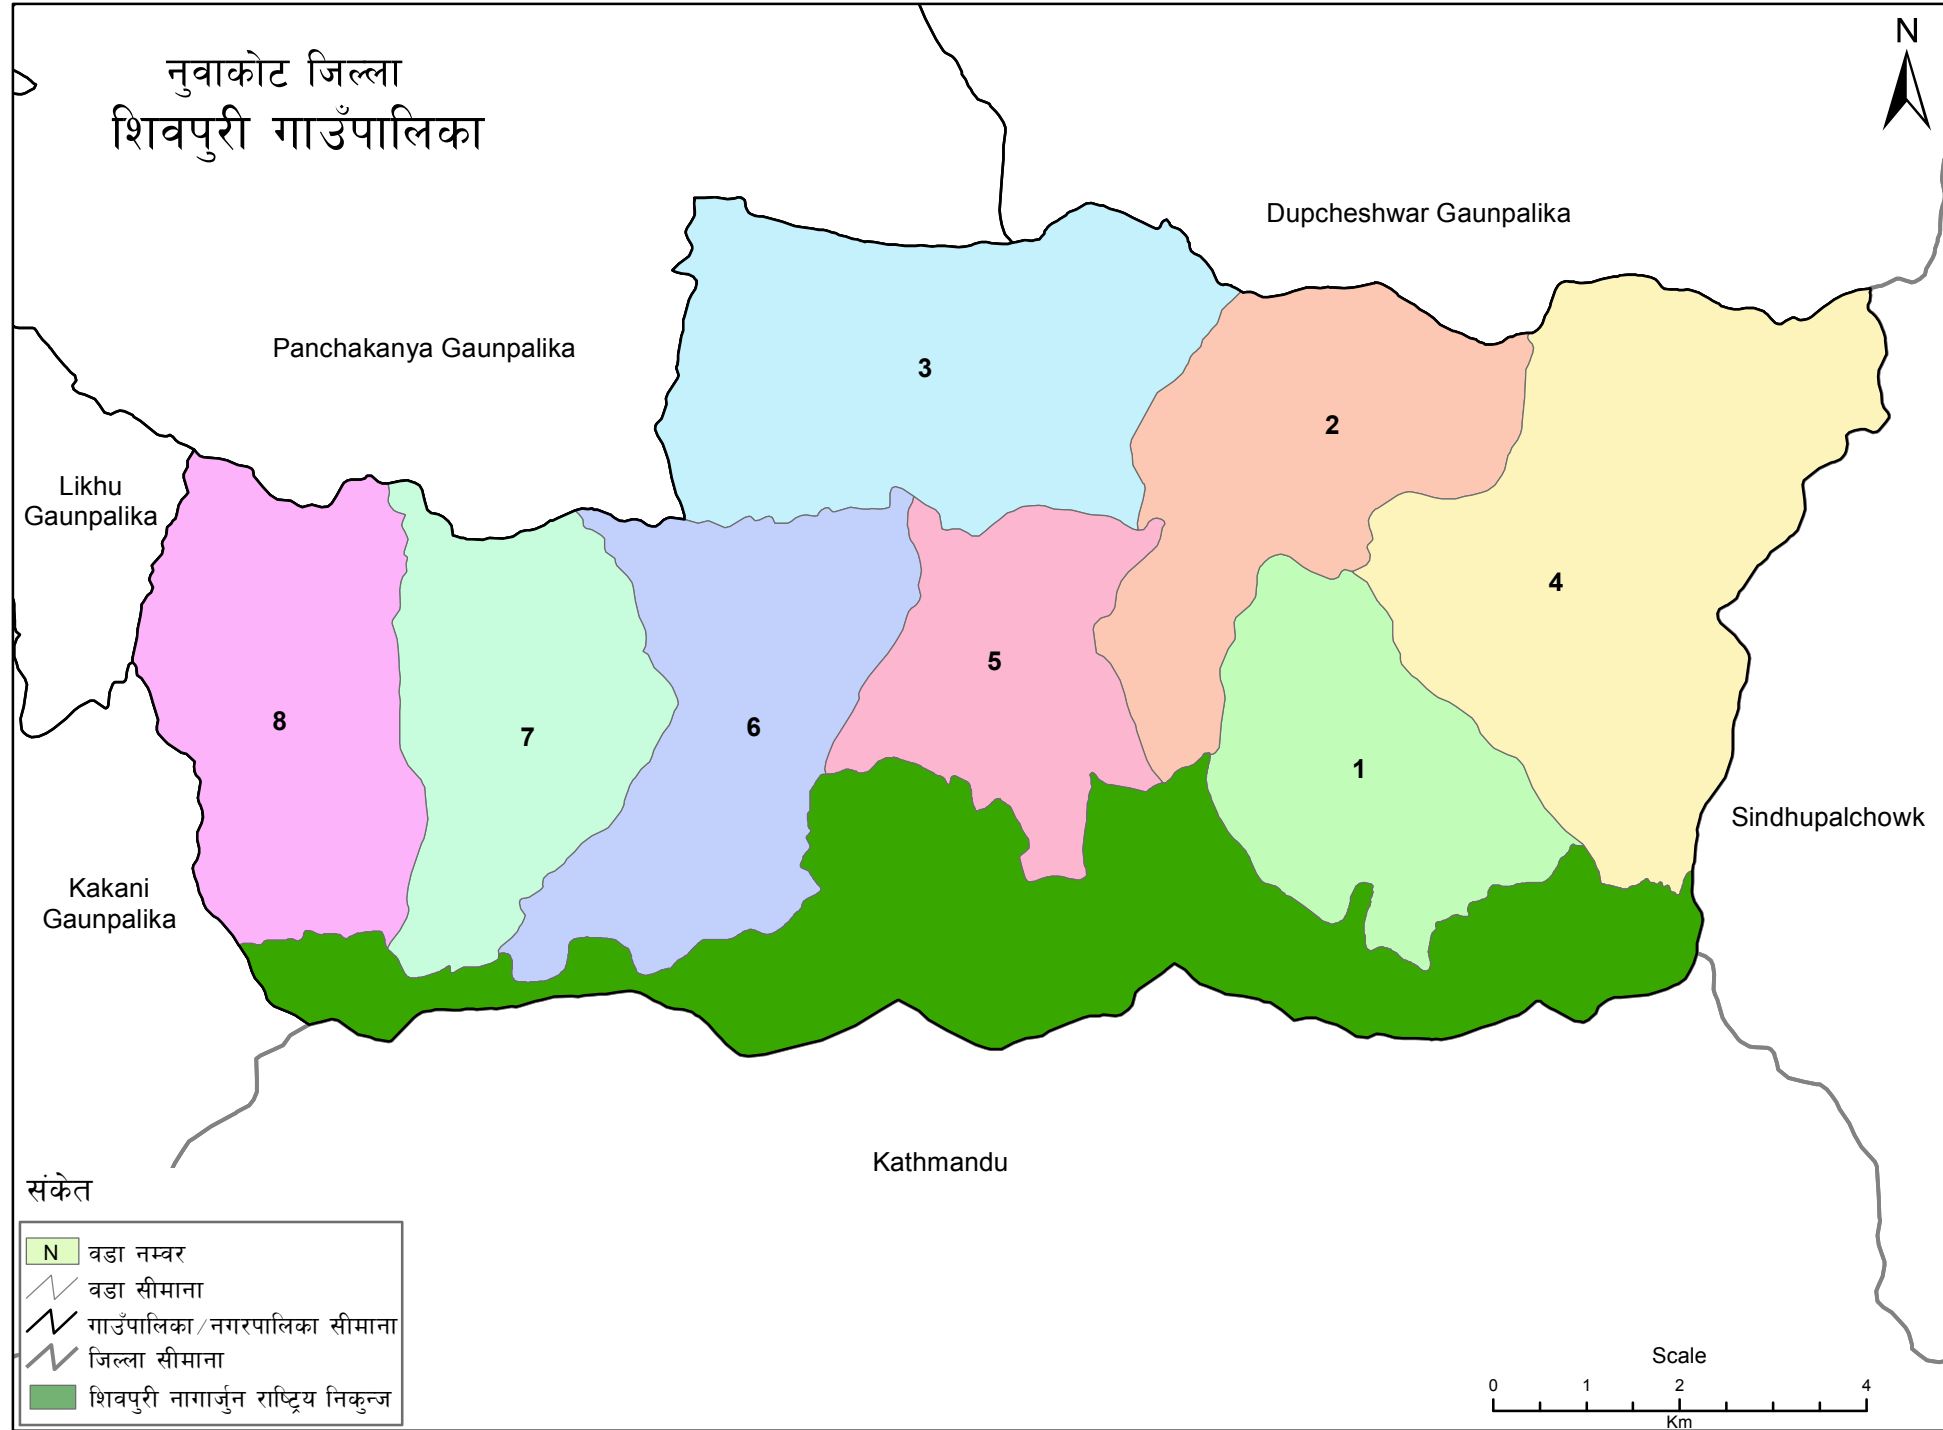 नुवाकोट जिल्ला
शिवपुरी गाउँपालिका
N
Dupcheshwar Gaunpalika
Panchakanya Gaunpalika
3
2
Likhu
Gaunpalika
4
5
8
7
6
1
Sindhupalchowk
Kakani
Gaunpalika
Kathmandu
संकेत
N वडा नम्वर
वडा सीमाना
गाउँपालिका/नगरपालिका सीमाना
जिल्ला सीमाना
शिवपुरी नागार्जुन राष्ट्रिय निकुन्ज
Scale
0 1 2 4
Km